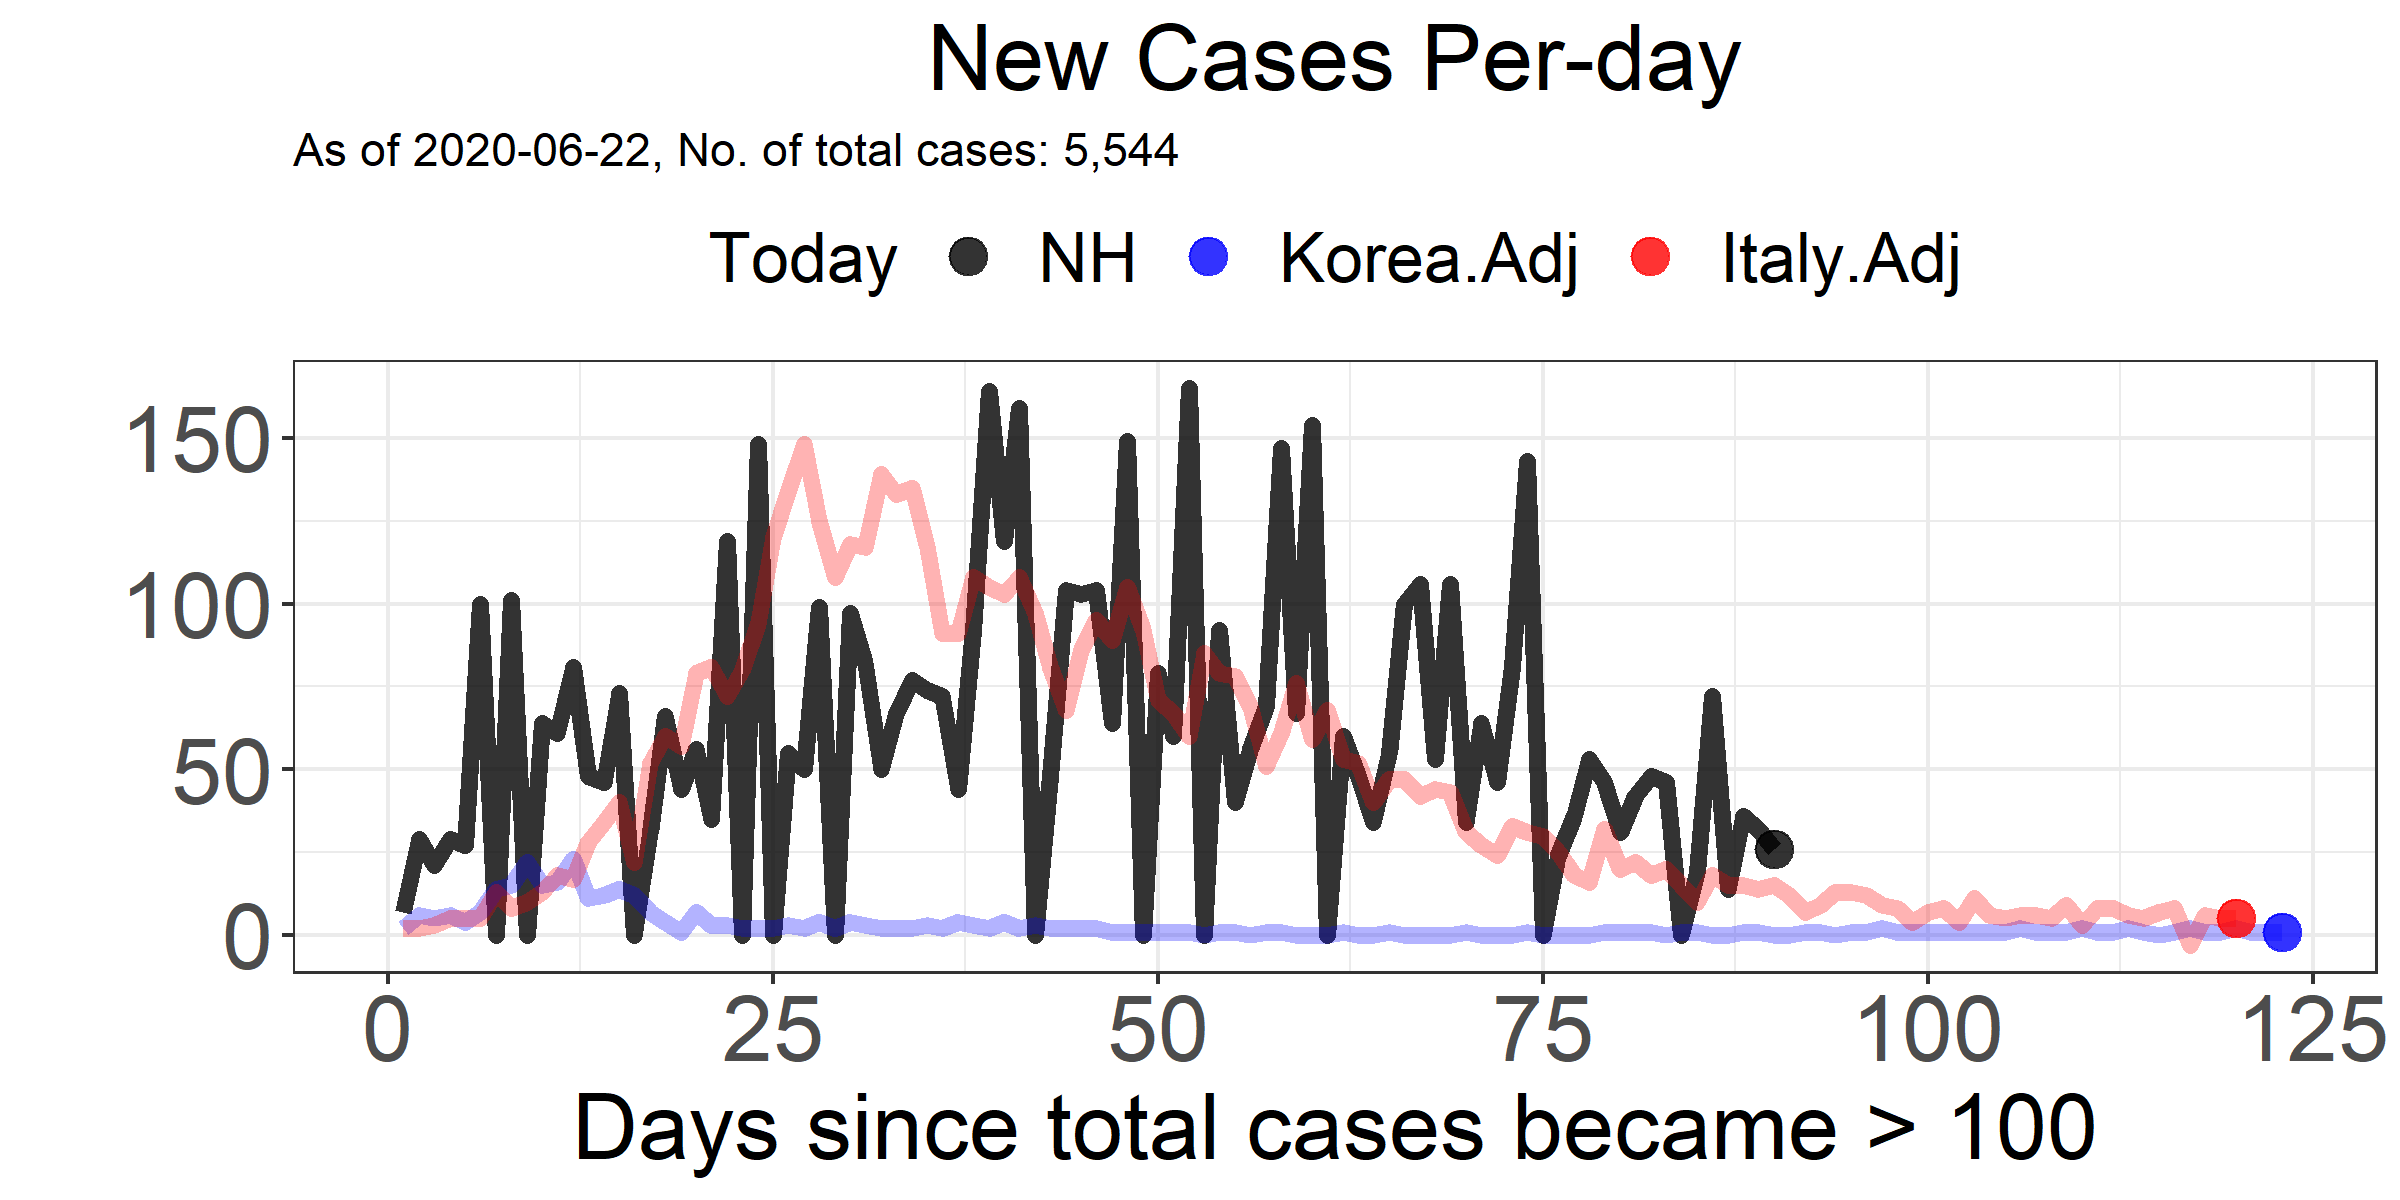 New Cases Per-day
As of 2020-06-22, No. of total cases: 5,544
Today NH Korea.Adj Italy.Adj
150
100
50
0
0 25 50 75 100 125
Days since total cases became > 100